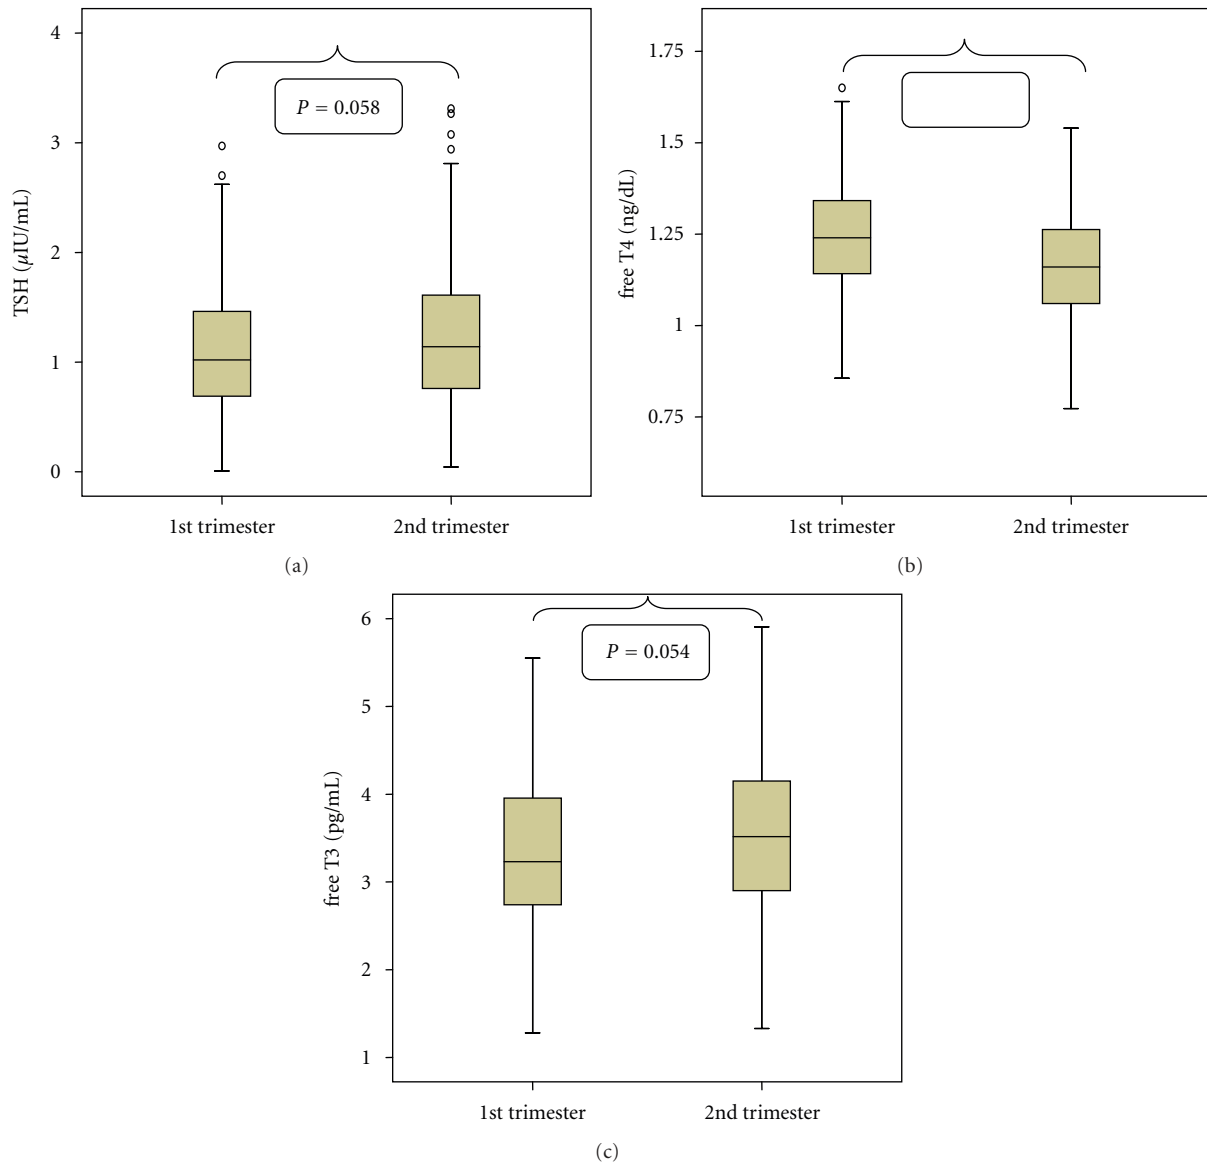 4
3
2
1
0
TSH (μIU/mL)
P = 0.058
1st trimester
2nd trimester
(a)
1.75
1.5
1.25
1
0.75
free T4 (ng/dL)
1st trimester
2nd trimester
(b)
6
5
4
3
2
1
free T3 (pg/mL)
P = 0.054
1st trimester
2nd trimester
(c)